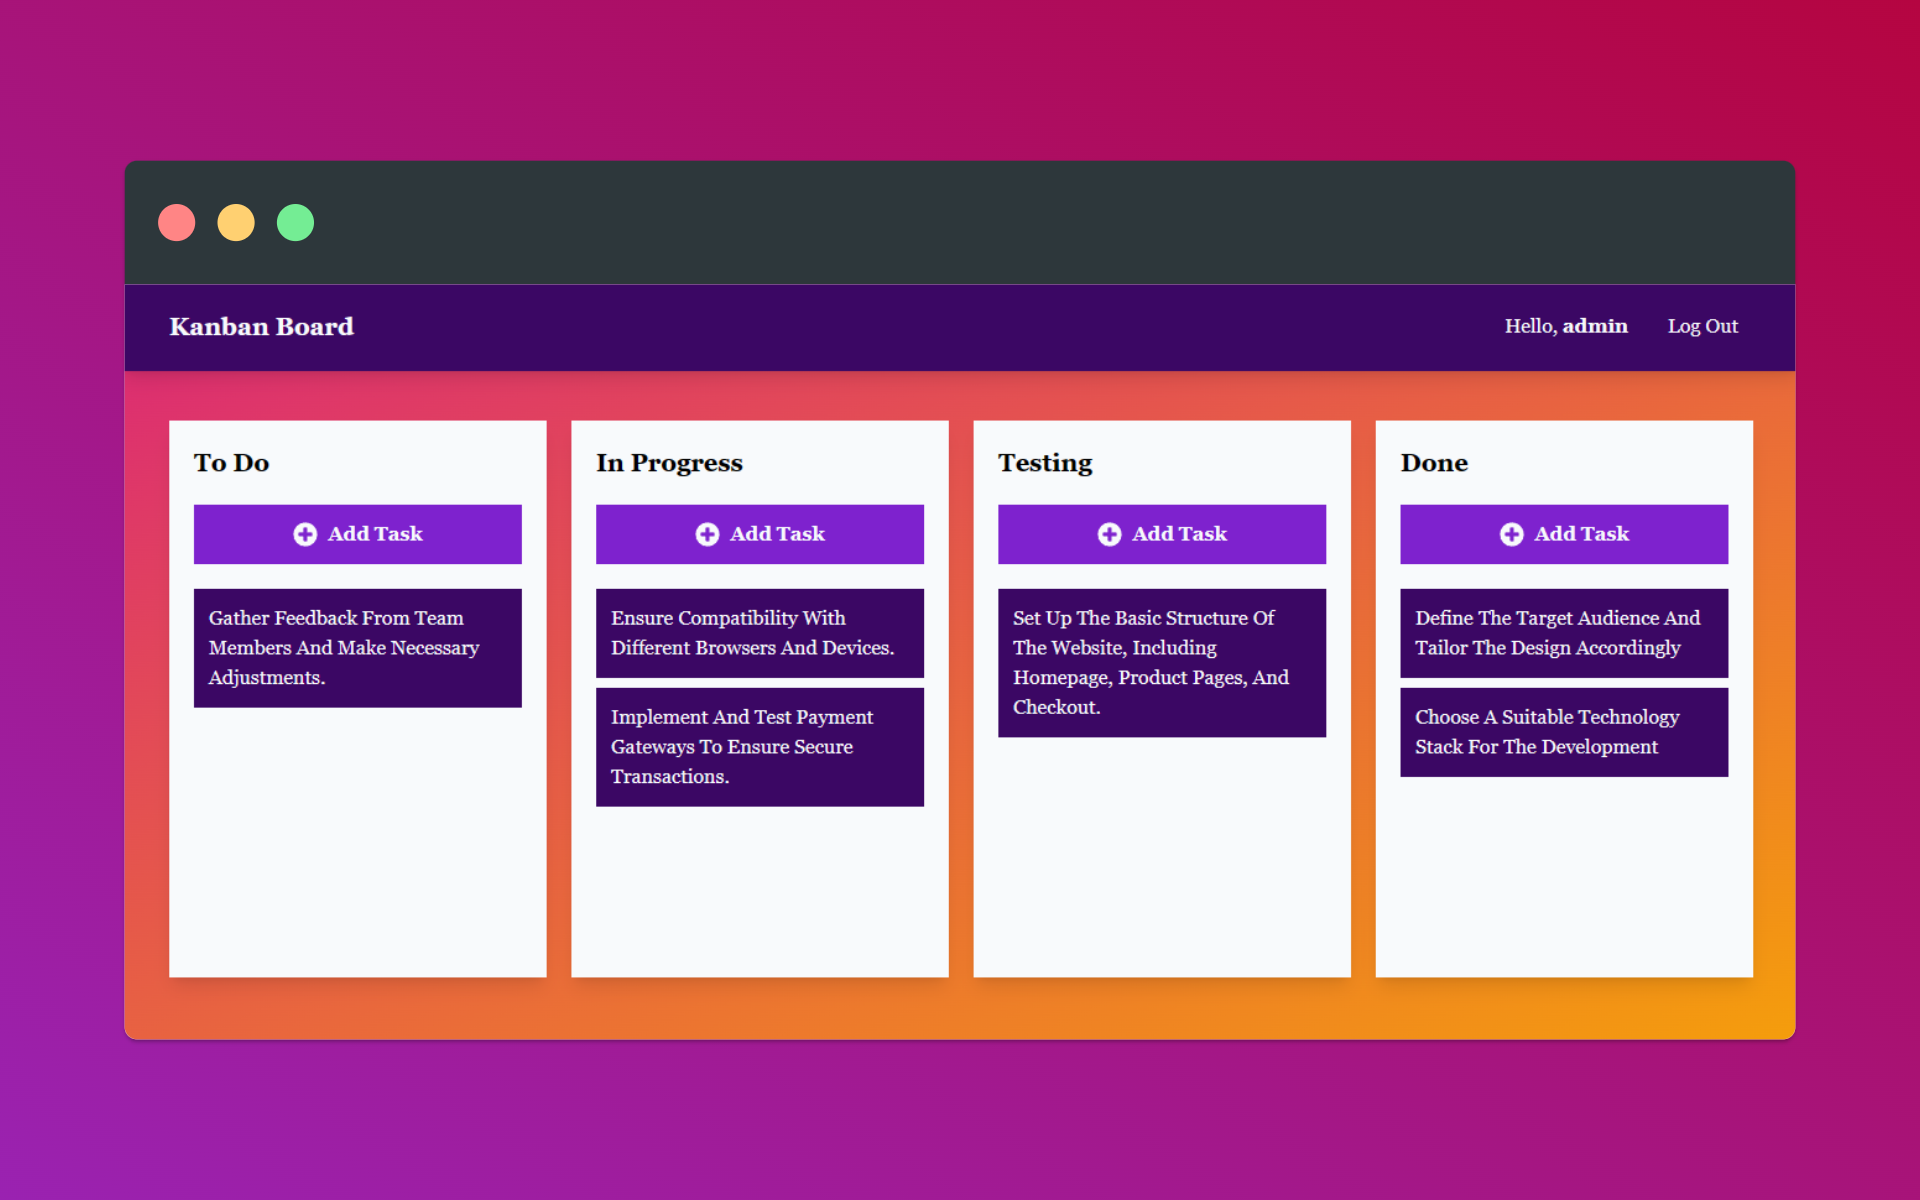 Kanban Board
Hello, admin
Log Out
To Do
Add Task
Gather Feedback From Team
Members And Make Necessary
Adjustments.
In Progress
Add Task
Ensure Compatibility With
Different Browsers And Devices.
Implement And Test Payment
Gateways To Ensure Secure
Transactions.
Testing
Add Task
Set Up The Basic Structure Of
The Website, Including
Homepage, Product Pages, And
Checkout.
Done
Add Task
Define The Target Audience And
Tailor The Design Accordingly
Choose A Suitable Technology
Stack For The Development